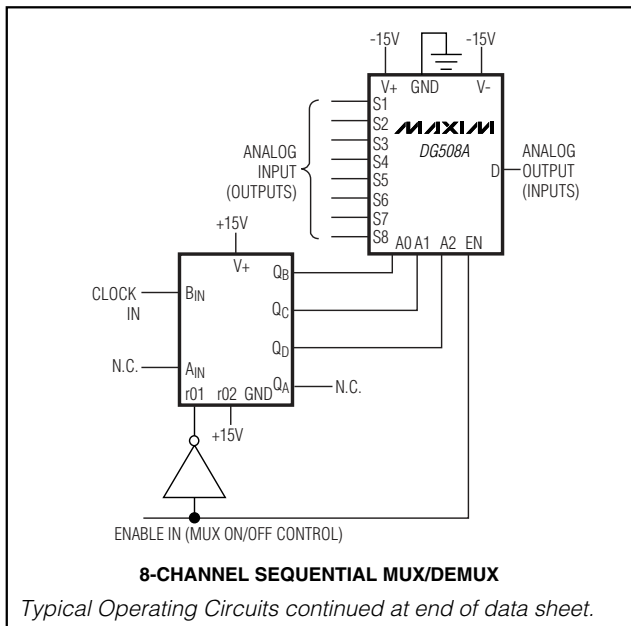 -15V -15V
V+ GND V-
S1
S2
S3
S4
S5
S6
S7
S8
MAXIM
DG508A
D
A0 A1 A2 EN
ANALOG
INPUT
(OUTPUTS)
ANALOG
OUTPUT
(INPUTS)
+15V
V+
CLOCK
IN
BIN
N.C.
AIN
QB
QC
QD
QA
N.C.
r01 r02 GND
+15V
ENABLE IN (MUX ON/OFF CONTROL)
8-CHANNEL SEQUENTIAL MUX/DEMUX
Typical Operating Circuits continued at end of data sheet.